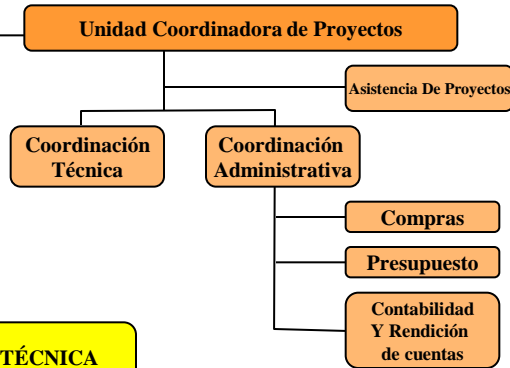 Unidad Coordinadora de Proyectos
Asistencia De Proyectos
Coordinación
Técnica
Coordinación
Administrativa
Compras
Presupuesto
Contabilidad
Y Rendición
de cuentas
TÉCNICA